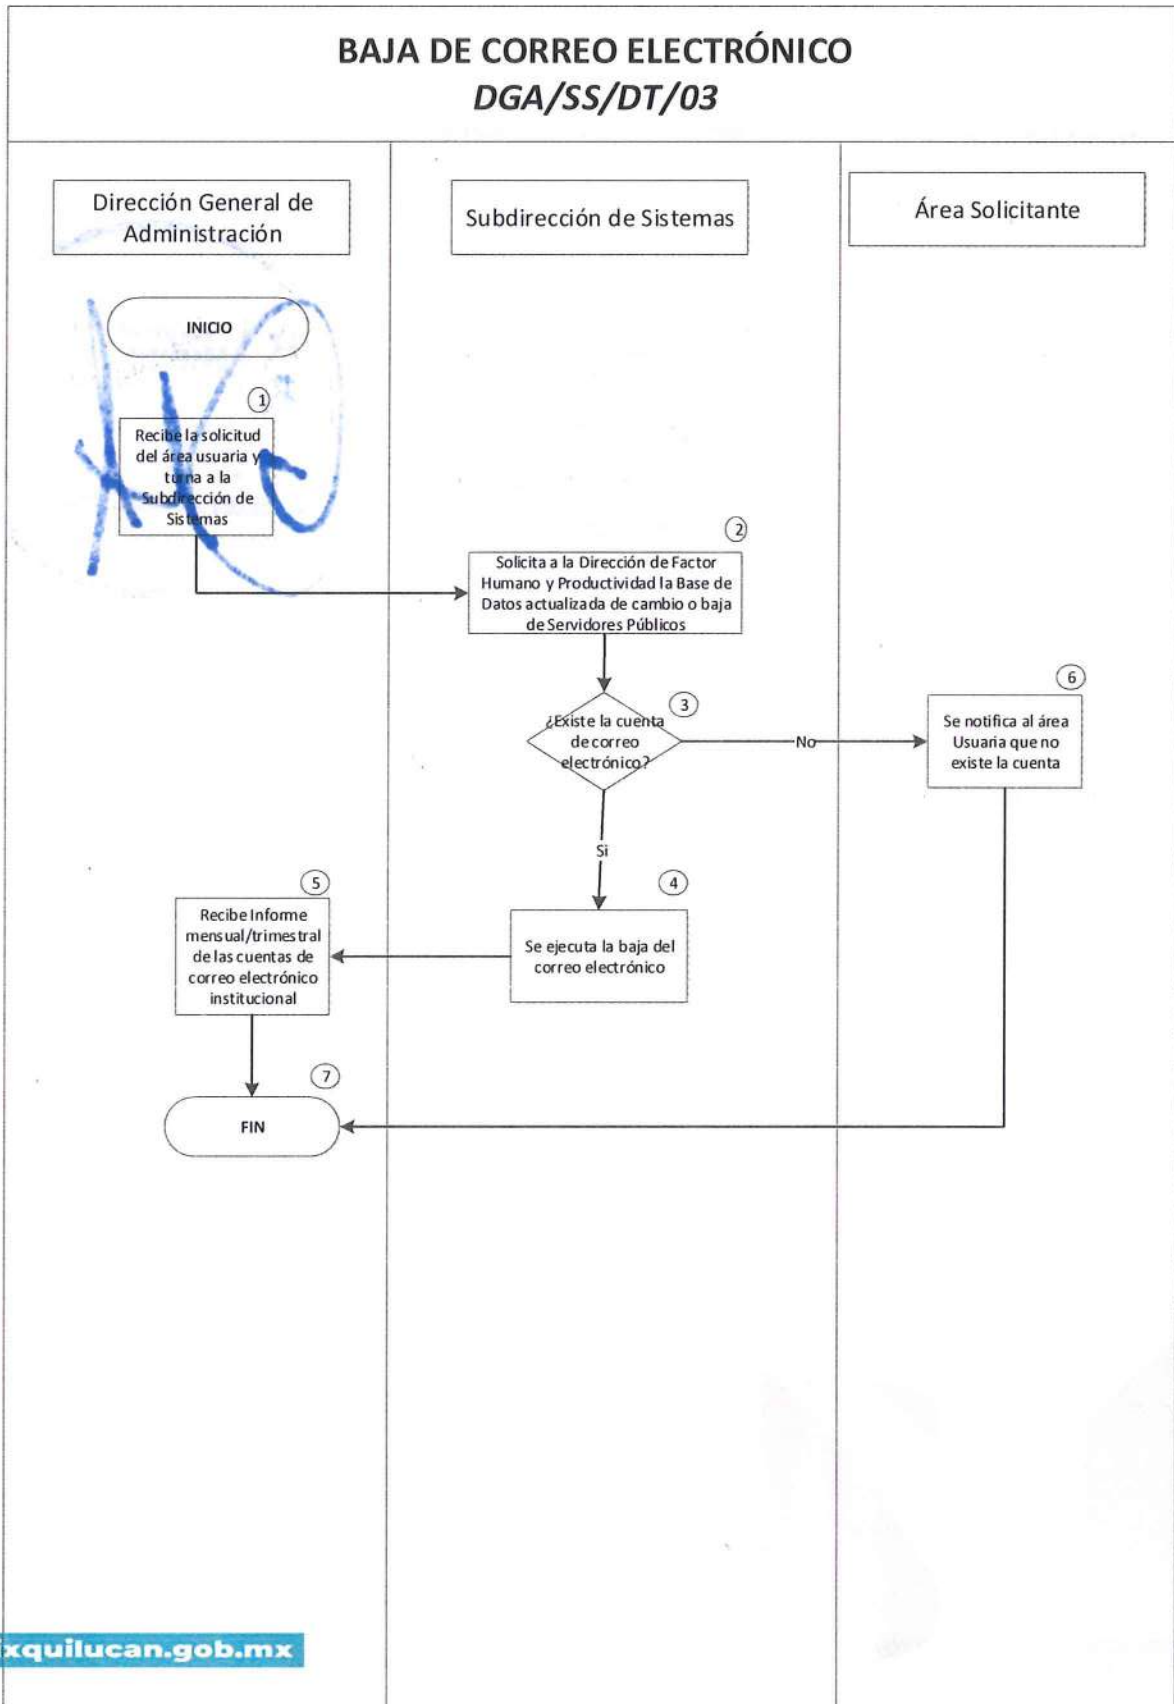 BAJA DE CORREO ELECTRÓNICO
DGA/SS/DT/03
Dirección General de
Administración
Subdirección de Sistemas
Área Solicitante
INICIO
1
Recibe la solicitud
del área usuaria y
turna a la
Subdirección de
Sistemas
2
Solicita a la Dirección de Factor
Humano y Productividad la Base de
Datos actualizada de cambio o baja
de Servidores Públicos
3
¿Existe la cuenta
de correo
electrónico?
No
6
Se notifica al área
Usuaria que no
existe la cuenta
Si
4
Se ejecuta la baja del
correo electrónico
5
Recibe Informe
mensual/trimestral
de las cuentas de
correo electrónico
institucional
7
FIN
xquilucan.gob.mx